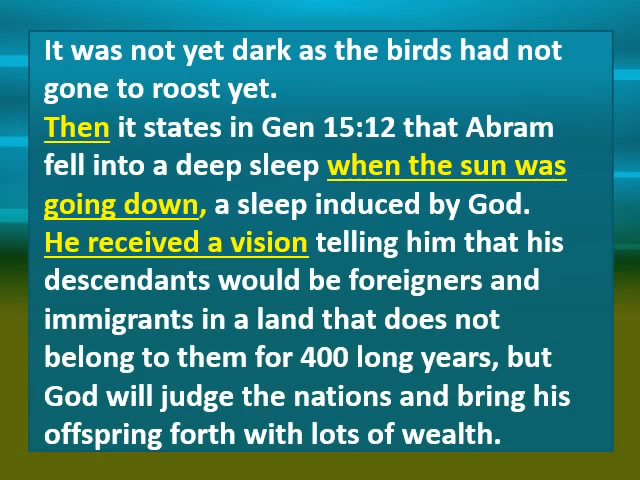 It was not yet dark as the birds had not
gone to roost yet.
Then it states in Gen 15:12 that Abram
fell into a deep sleep when the sun was
going down, a sleep induced by God.
He received a vision telling him that his
descendants would be foreigners and
immigrants in a land that does not
belong to them for 400 long years, but
God will judge the nations and bring his
offspring forth with lots of wealth.